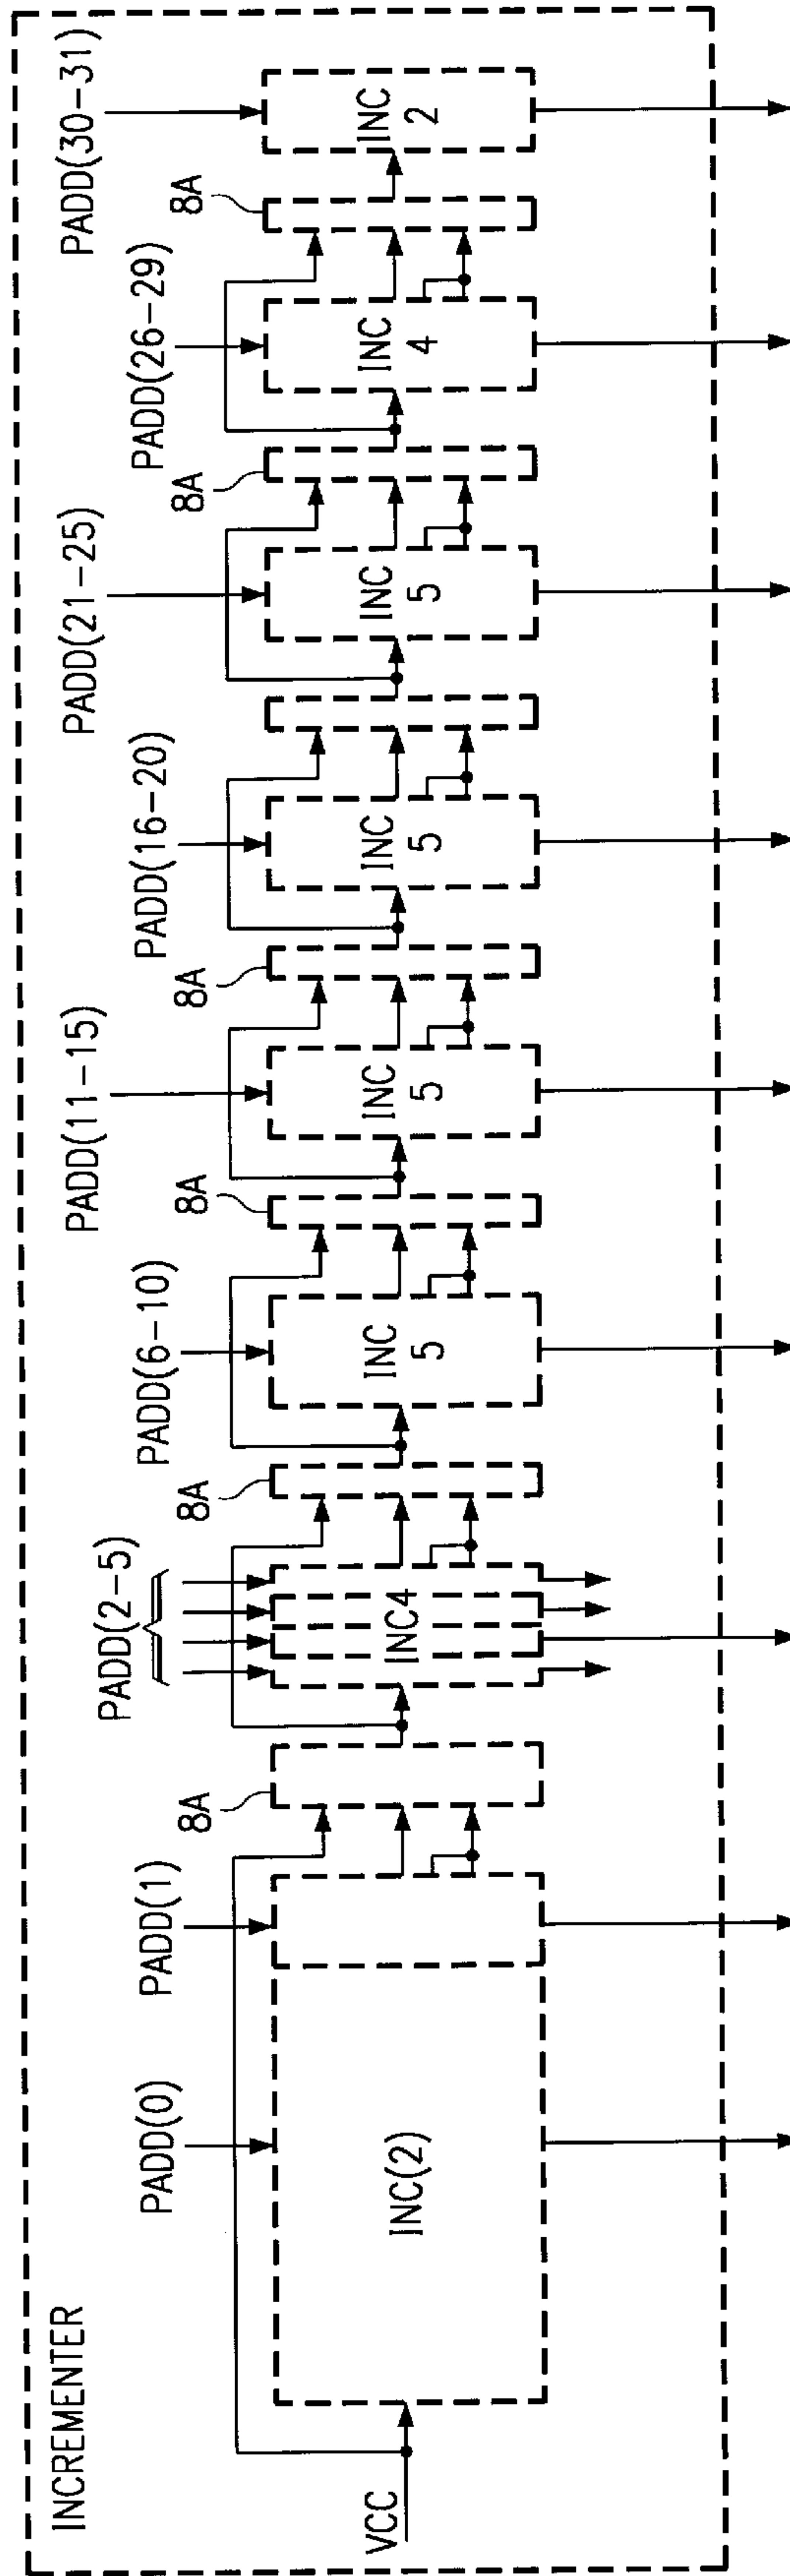 INCREMENTER
VCC
PADD(0)
INC(2)
PADD(1)
8A
PADD(2-5)
INC4
8A
PADD(6-10)
INC
5
8A
PADD(11-15)
INC
5
8A
PADD(16-20)
INC
5
PADD(21-25)
INC
5
8A
PADD(26-29)
INC
4
8A
PADD(30-31)
INC
2